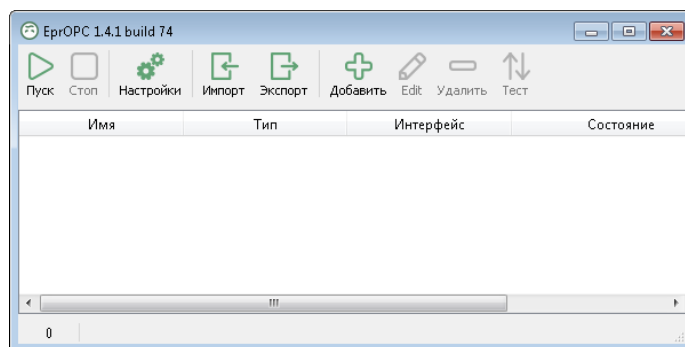 EprOPC 1.4.1 build 74
Пуск Стоп Настройки Импорт Экспорт Добавить Edit Удалить Тест
Имя Тип Интерфейс Состояние
0